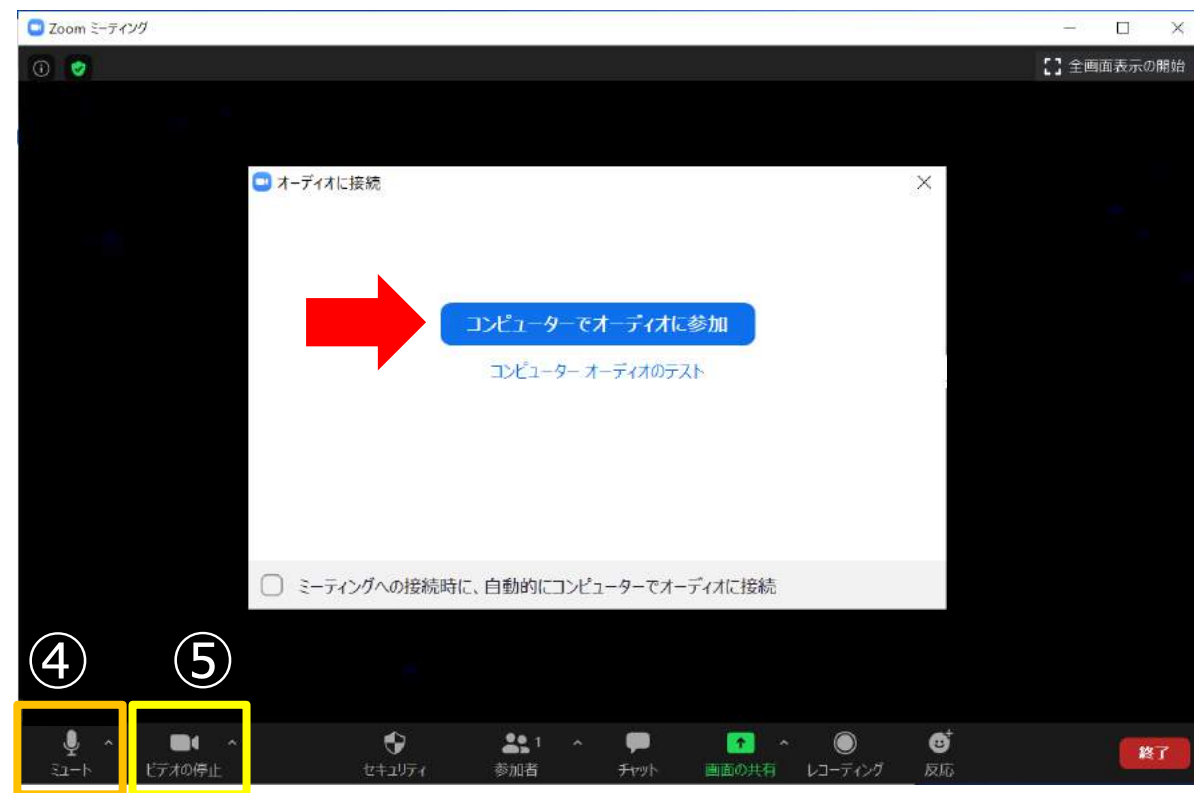 Zoom ミーティング
全画面表示の開始
オーディオに接続
コンピューターでオーディオに参加
コンピューター オーディオのテスト
ミーティングへの接続時に、自動的にコンピューターでオーディオに接続
④ ⑤
ミュート ビデオの停止 セキュリティ 参加者 1 チャット 画面の共有 レコーディング 反応 終了